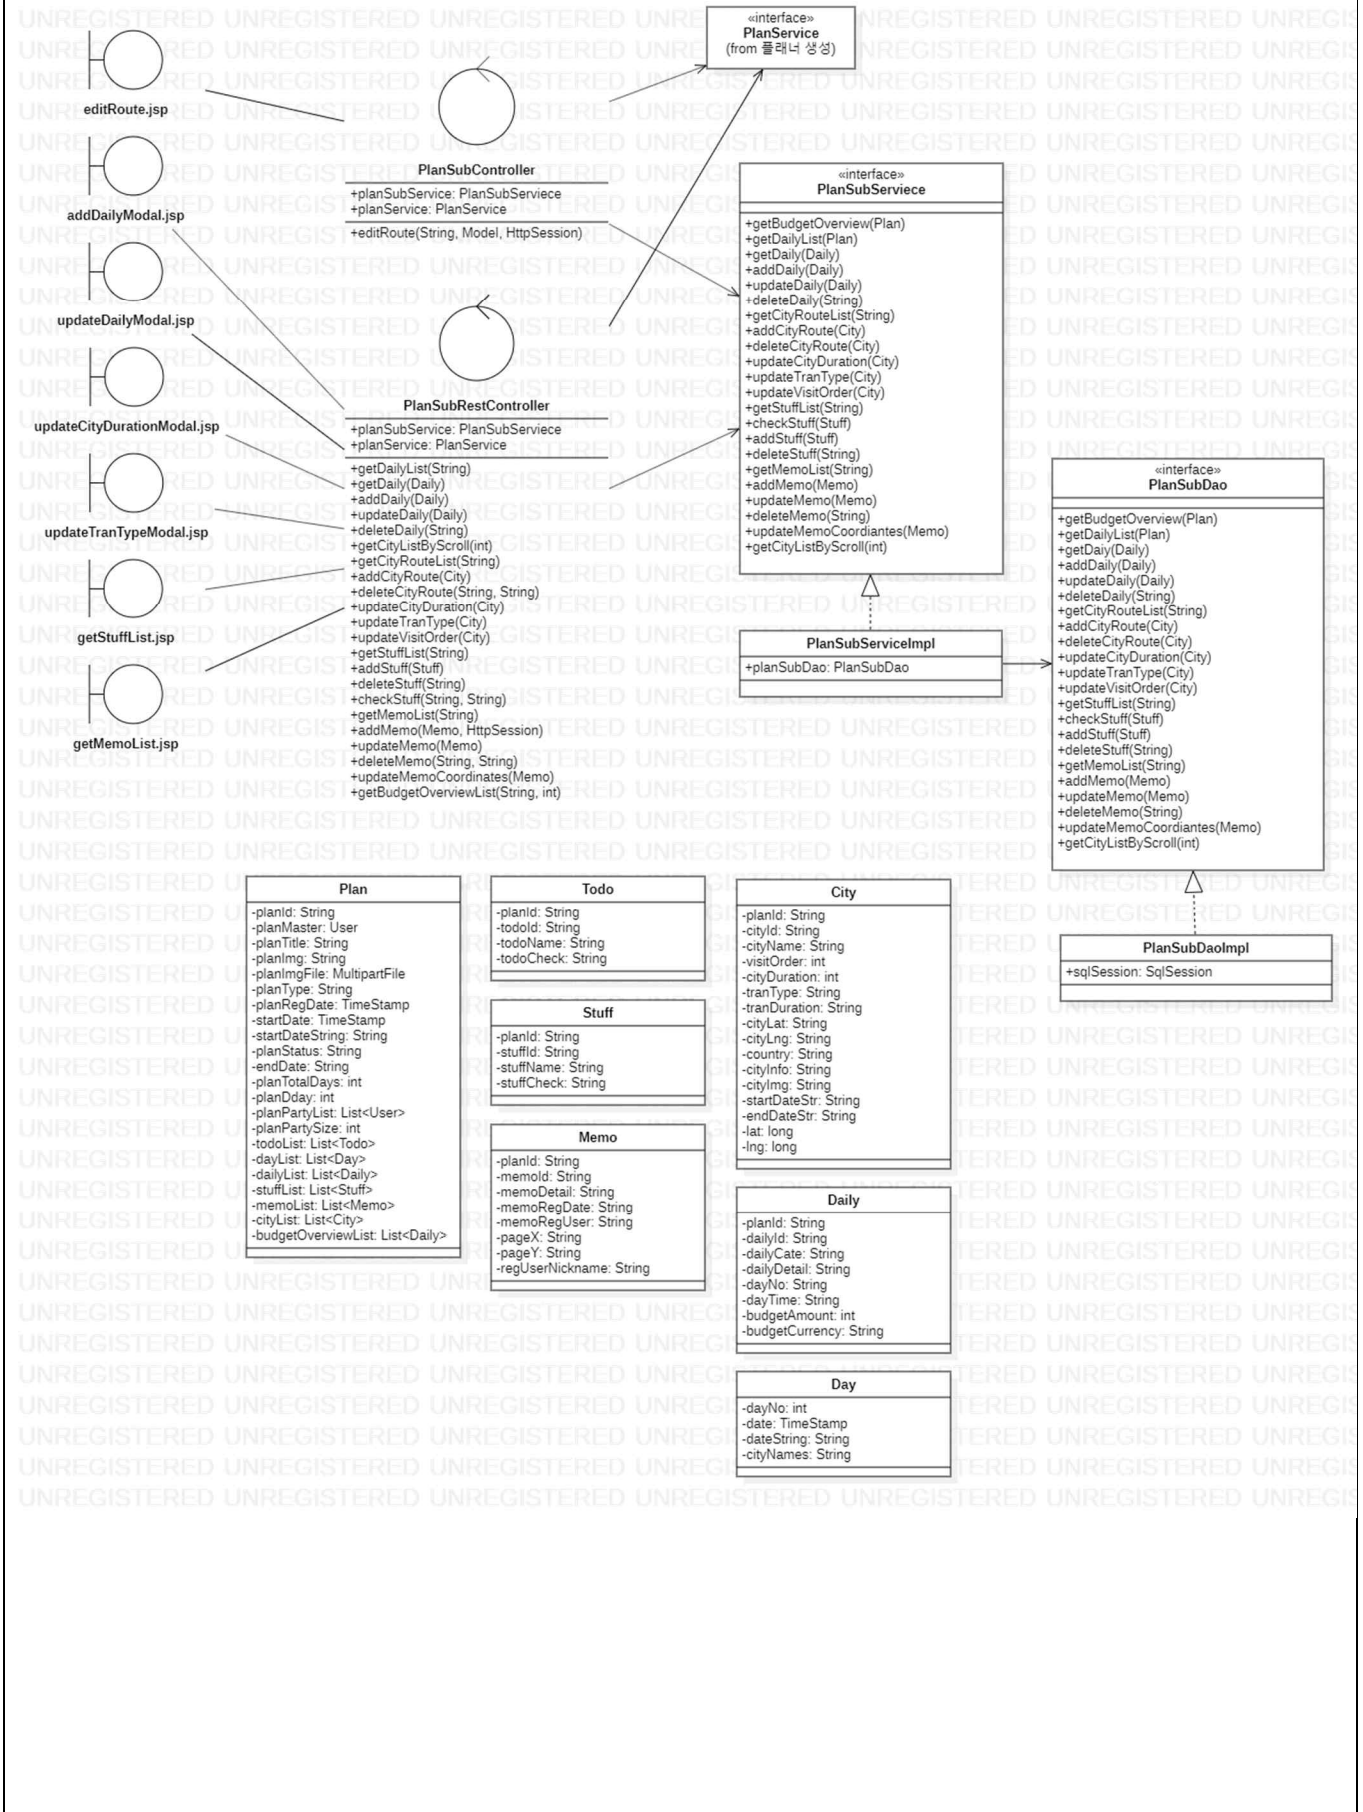 editRoute.jsp
addDailyModal.jsp
updateDailyModal.jsp
updateCityDurationModal.jsp
updateTranTypeModal.jsp
getStuffList.jsp
getMemoList.jsp
PlanSubController
+planSubService: PlanSubServiece
+planService: PlanService
+editRoute(String, Model, HttpSession)
PlanSubRestController
+planSubService: PlanSubServiece
+planService: PlanService
+getDailyList(String)
+getDaily(Daily)
+addDaily(Daily)
+updateDaily(Daily)
+deleteDaily(String)
+getCityListByScroll(int)
+getCityRouteList(String)
+addCityRoute(City)
+deleteCityRoute(String, String)
+updateCityDuration(City)
+updateTranType(City)
+updateVisitOrder(City)
+getStuffList(String)
+addStuff(Stuff)
+deleteStuff(String)
+checkStuff(String, String)
+getMemoList(String)
+addMemo(Memo, HttpSession)
+updateMemo(Memo)
+deleteMemo(String, String)
+updateMemoCoordinates(Memo)
+getBudgetOverviewList(String, int)
«interface»
PlanService
(from 플래너 생성)
«interface»
PlanSubServiece
+getBudgetOverview(Plan)
+getDailyList(Plan)
+getDaily(Daily)
+addDaily(Daily)
+updateDaily(Daily)
+deleteDaily(String)
+getCityRouteList(String)
+addCityRoute(City)
+deleteCityRoute(City)
+updateCityDuration(City)
+updateTranType(City)
+updateVisitOrder(City)
+getStuffList(String)
+checkStuff(Stuff)
+addStuff(Stuff)
+deleteStuff(String)
+getMemoList(String)
+addMemo(Memo)
+updateMemo(Memo)
+deleteMemo(String)
+updateMemoCoordiantes(Memo)
+getCityListByScroll(int)
PlanSubServiceImpl
+planSubDao: PlanSubDao
«interface»
PlanSubDao
+getBudgetOverview(Plan)
+getDailyList(Plan)
+getDaiy(Daily)
+addDaily(Daily)
+updateDaily(Daily)
+deleteDaily(String)
+getCityRouteList(String)
+addCityRoute(City)
+deleteCityRoute(City)
+updateCityDuration(City)
+updateTranType(City)
+updateVisitOrder(City)
+getStuffList(String)
+checkStuff(Stuff)
+addStuff(Stuff)
+deleteStuff(String)
+getMemoList(String)
+addMemo(Memo)
+updateMemo(Memo)
+deleteMemo(String)
+updateMemoCoordiantes(Memo)
+getCityListByScroll(int)
PlanSubDaoImpl
+sqlSession: SqlSession
Plan
-planId: String
-planMaster: User
-planTitle: String
-planImg: String
-planImgFile: MultipartFile
-planType: String
-planRegDate: TimeStamp
-startDate: TimeStamp
-startDateString: String
-planStatus: String
-endDate: String
-planTotalDays: int
-planDday: int
-planPartyList: List<User>
-planPartySize: int
-todoList: List<Todo>
-dayList: List<Day>
-dailyList: List<Daily>
-stuffList: List<Stuff>
-memoList: List<Memo>
-cityList: List<City>
-budgetOverviewList: List<Daily>
Todo
-planId: String
-todoId: String
-todoName: String
-todoCheck: String
Stuff
-planId: String
-stuffId: String
-stuffName: String
-stuffCheck: String
Memo
-planId: String
-memoId: String
-memoDetail: String
-memoRegDate: String
-memoRegUser: String
-pageX: String
-pageY: String
-regUserNickname: String
City
-planId: String
-cityId: String
-cityName: String
-visitOrder: int
-cityDuration: int
-tranType: String
-tranDuration: String
-cityLat: String
-cityLng: String
-country: String
-cityInfo: String
-cityImg: String
-startDateStr: String
-endDateStr: String
-lat: long
-lng: long
Daily
-planId: String
-dailyId: String
-dailyCate: String
-dailyDetail: String
-dayNo: String
-dayTime: String
-budgetAmount: int
-budgetCurrency: String
Day
-dayNo: int
-date: TimeStamp
-dateString: String
-cityNames: String